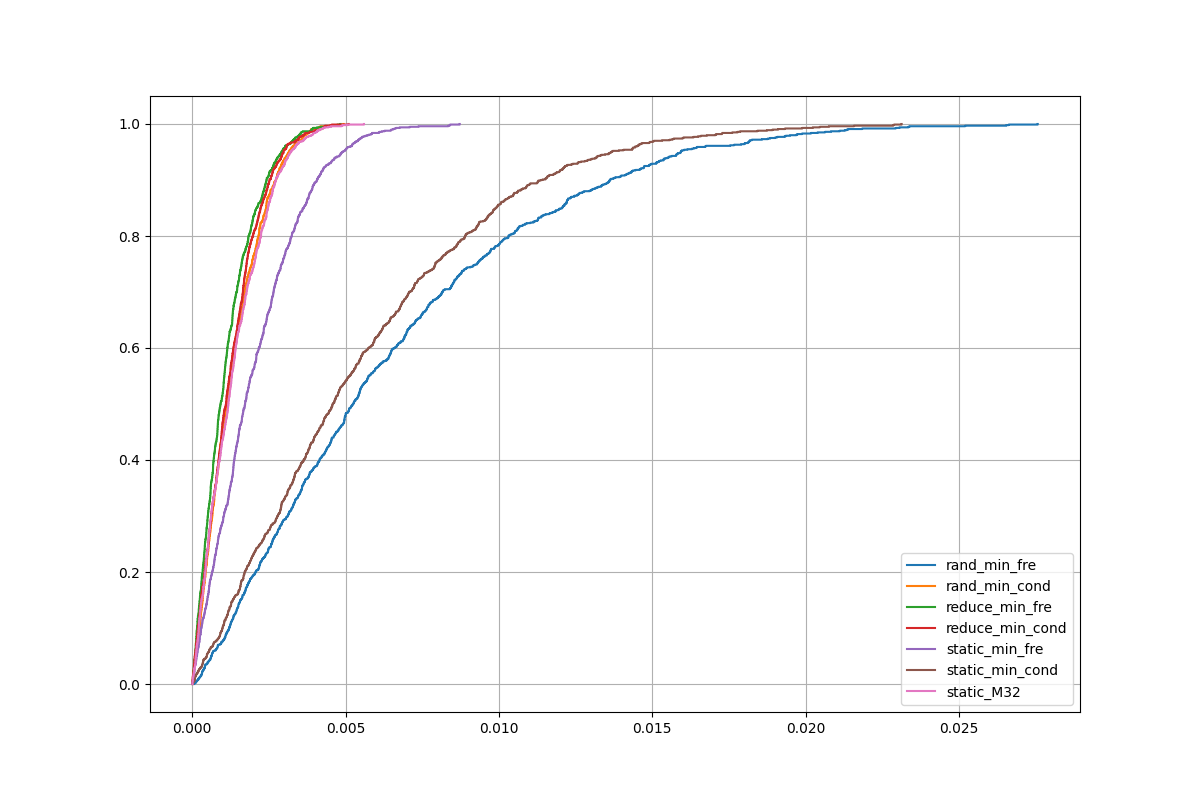 1.0
0.8
0.6
0.4
0.2
0.0
0.000 0.005 0.010 0.015 0.020 0.025
rand_min_fre
rand_min_cond
reduce_min_fre
reduce_min_cond
static_min_fre
static_min_cond
static_M32